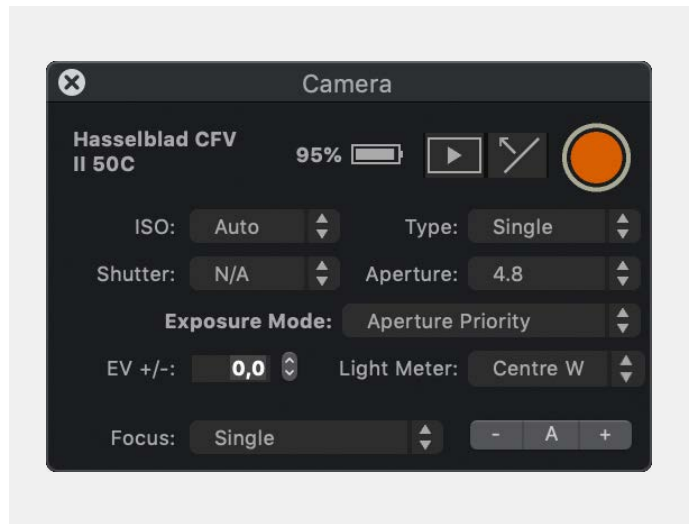 Camera
Hasselblad CFV
II 50C
95%
ISO: Auto Type: Single
Shutter: N/A Aperture: 4.8
Exposure Mode: Aperture Priority
EV +/-: 0,0 Light Meter: Centre W
Focus: Single - A +